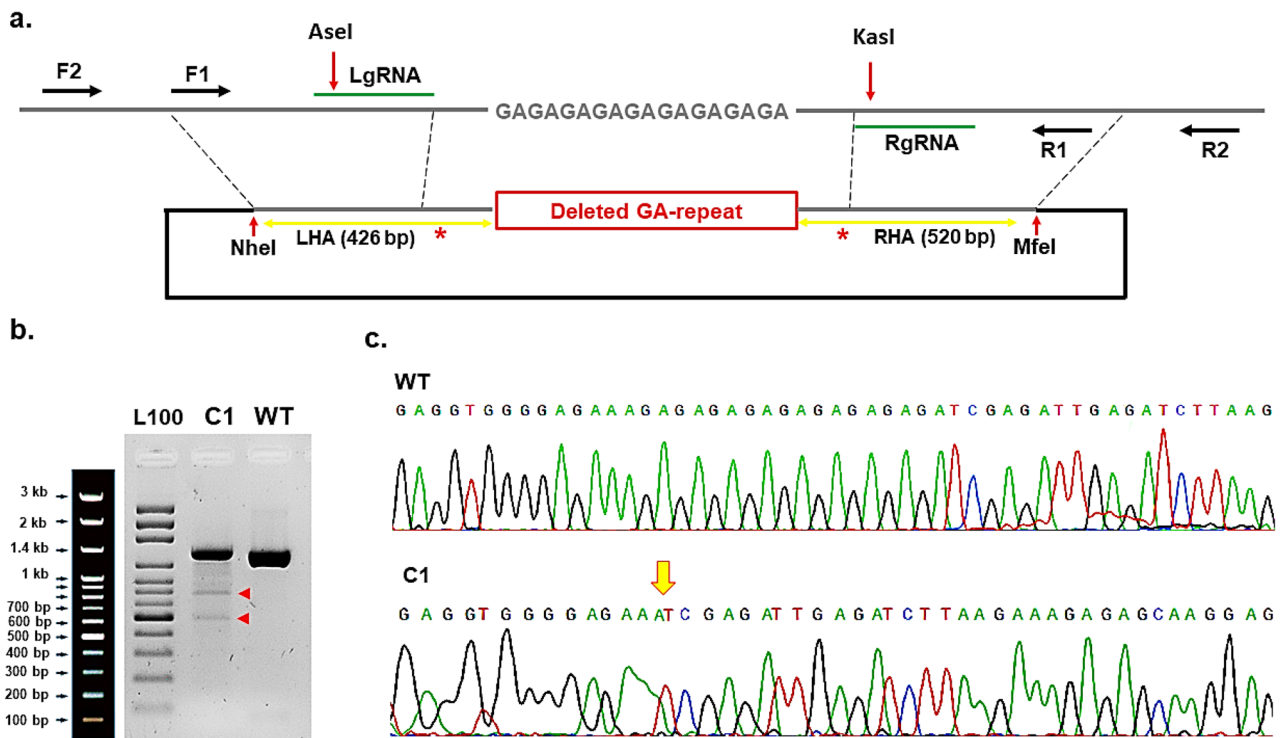 a.
AseI
KasI
F2
F1
LgRNA
GAGAGAGAGAGAGAGAGA
RgRNA
R1
R2
Deleted GA-repeat
NheI
LHA (426 bp)
*
*
RHA (520 bp)
MfeI
b.
L100
C1
WT
3 kb
2 kb
1.4 kb
1 kb
700 bp
600 bp
500 bp
400 bp
300 bp
200 bp
100 bp
c.
WT
G A G G T G G G G A G A A A G A G A G A G A G A G A G A G A G A T C G A G A T T G A G A T C T T A A G
C1
G A G G T G G G G A G A A A T C G A G A T T G A G A T C T T A A G A A A G A G A G C A A G G A G